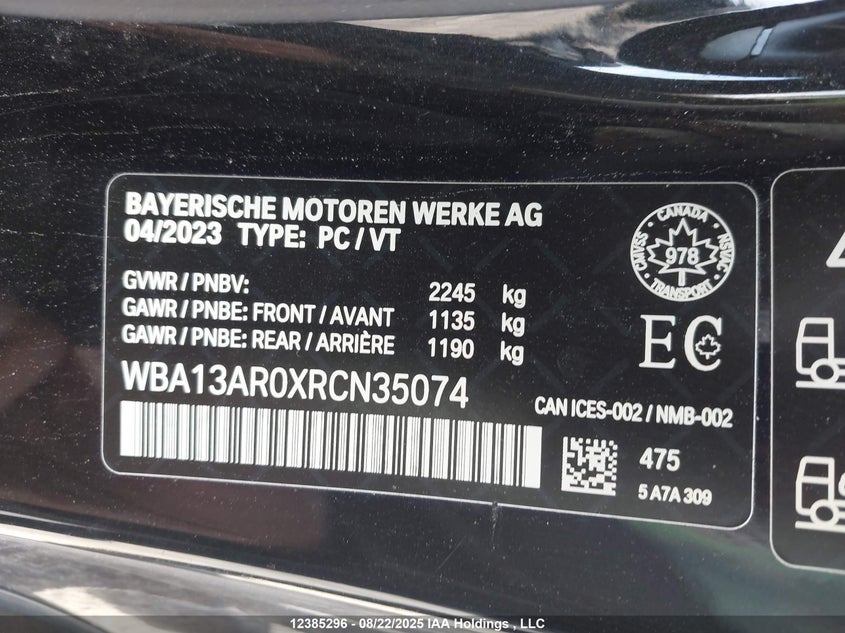 BAYERISCHE MOTOREN WERKE AG
04/2023 TYPE: PC / VT
GVWR / PNBV: 2245 kg
GAWR / PNBE: FRONT / AVANT 1135 kg
GAWR / PNBE: REAR / ARRIÈRE 1190 kg
WBA13AR0XRCN35074
CANADA
CMVSS 978 NSVAC
TRANSPORT
EC
CAN ICES-002 / NMB-002
475
5 A7A 309
12385296 - 08/22/2025 IAA Holdings , LLC